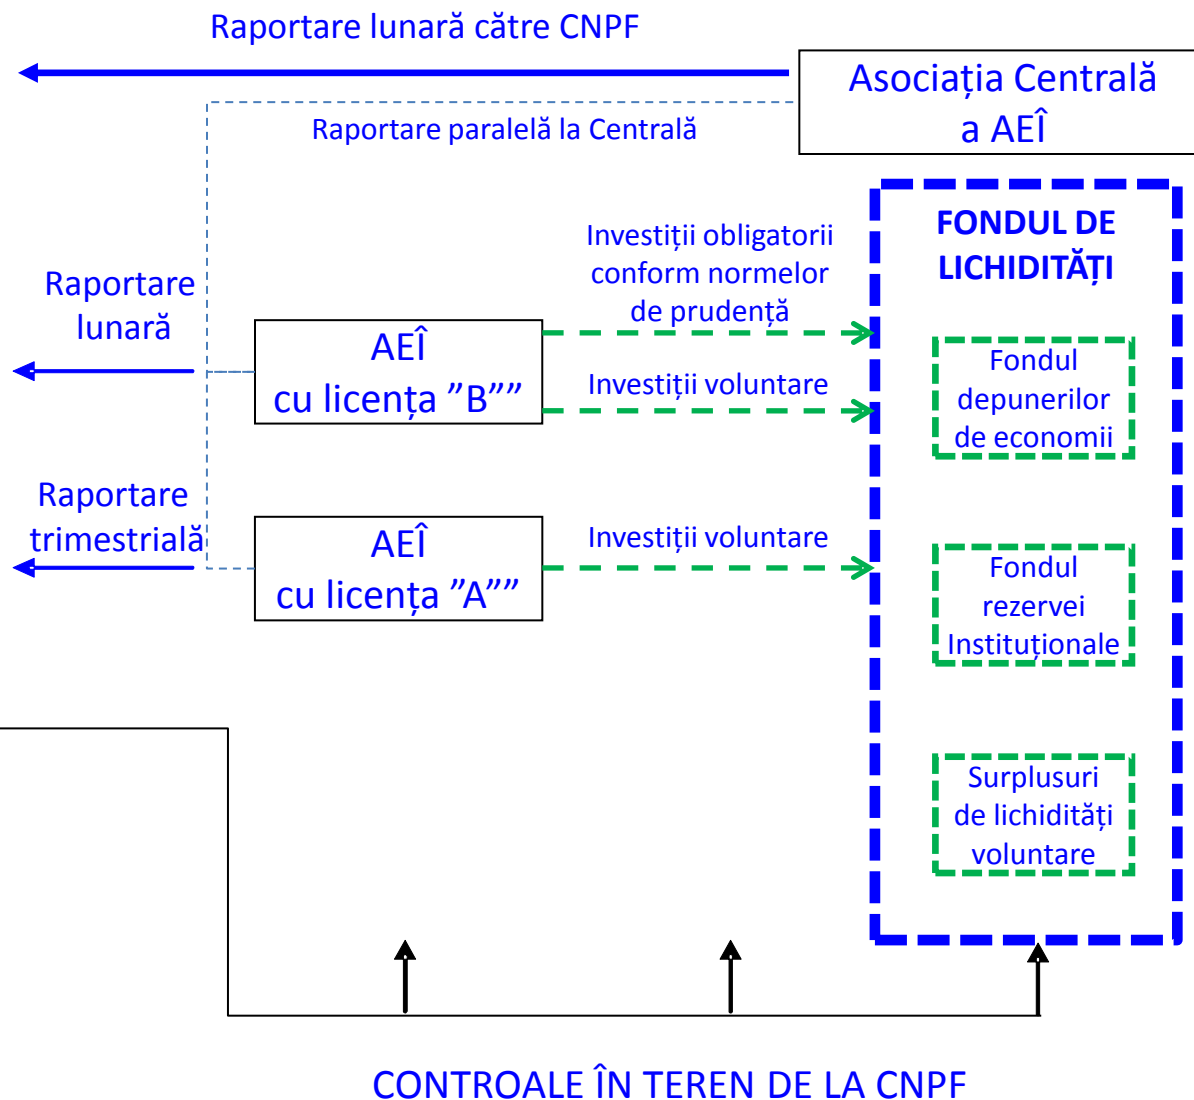 Raportare lunară către CNPF
Asociația Centrală
a AEÎ
Raportare paralelă la Centrală
FONDUL DE
LICHIDITĂȚI
Investiții obligatorii
conform normelor
de prudență
Raportare
lunară
AEÎ
cu licența ”B””
Investiții voluntare
Fondul
depunerilor
de economii
Raportare
trimestrială
AEÎ
cu licența ”A””
Investiții voluntare
Fondul
rezervei
Instituționale
Surplusuri
de lichidități
voluntare
CONTROALE ÎN TEREN DE LA CNPF